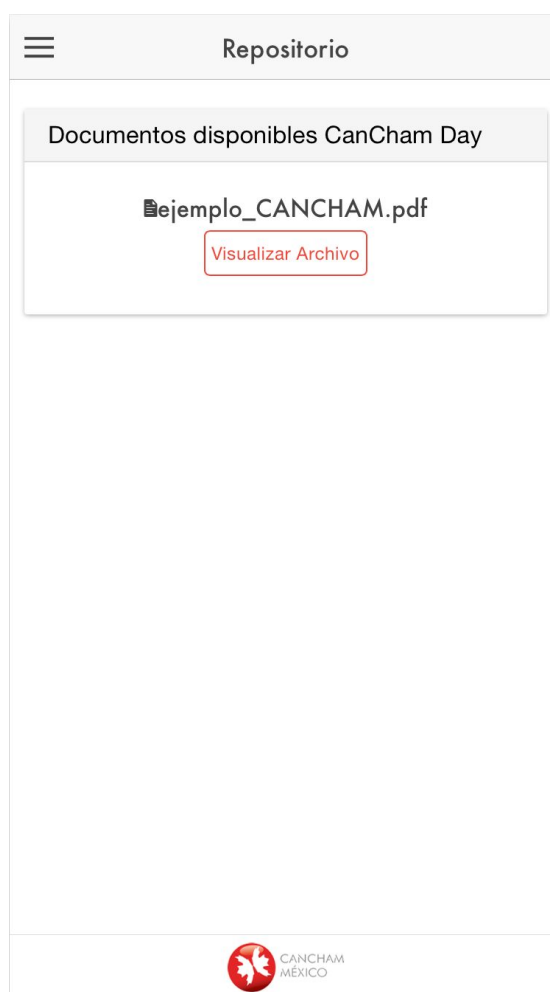 Repositorio
Documentos disponibles CanCham Day
ejemplo_CANCHAM.pdf
Visualizar Archivo
CANCHAM
MÉXICO